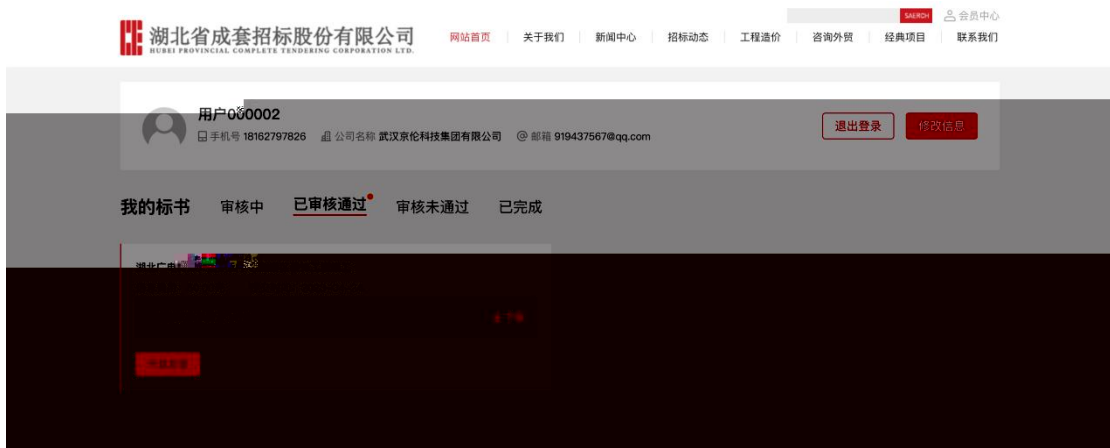 SAERCH 会员中心
湖北省成套招标股份有限公司
HUBEI PROVINCIAL COMPLETE TENDERING CORPORATION LTD.
网站首页 关于我们 新闻中心 招标动态 工程造价 咨询外贸 经典项目 联系我们
用户000002
手机号 18162797826 公司名称 武汉京伦科技集团有限公司 @ 邮箱 919437567@qq.com
退出登录 修改信息
我的标书 审核中 已审核通过 审核未通过 已完成
湖北广电
下载